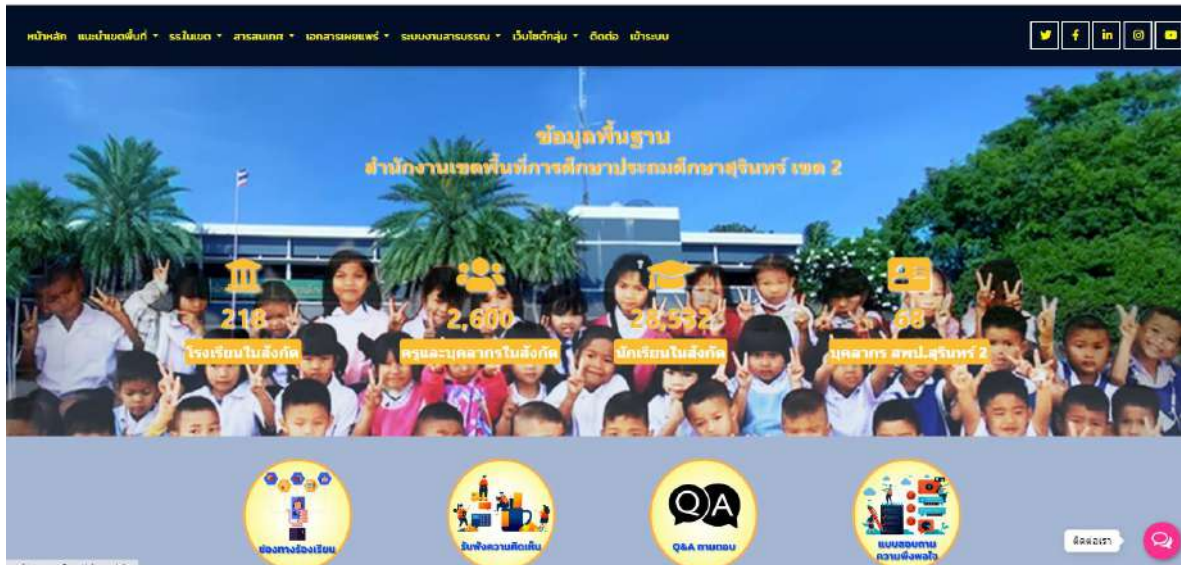 หน้าหลัก แนะนำเขตพื้นที่ รร.ในเขต สารสนเทศ เอกสารเผยแพร่ ระบบงานสารบรรณ เว็บไซต์กลุ่ม ติดต่อ เข้าระบบ
ข้อมูลพื้นฐาน
สำนักงานเขตพื้นที่การศึกษาประถมศึกษาสุรินทร์ เขต 2
218 2,600 28,532 68
โรงเรียนในสังกัด ครูและบุคลากรในสังกัด นักเรียนในสังกัด บุคลากร สพป.สุรินทร์ 2
QA
ช่องทางร้องเรียน รับฟังความคิดเห็น Q&A ถามตอบ แบบสอบถาม
ความพึงพอใจ
ติดต่อเรา